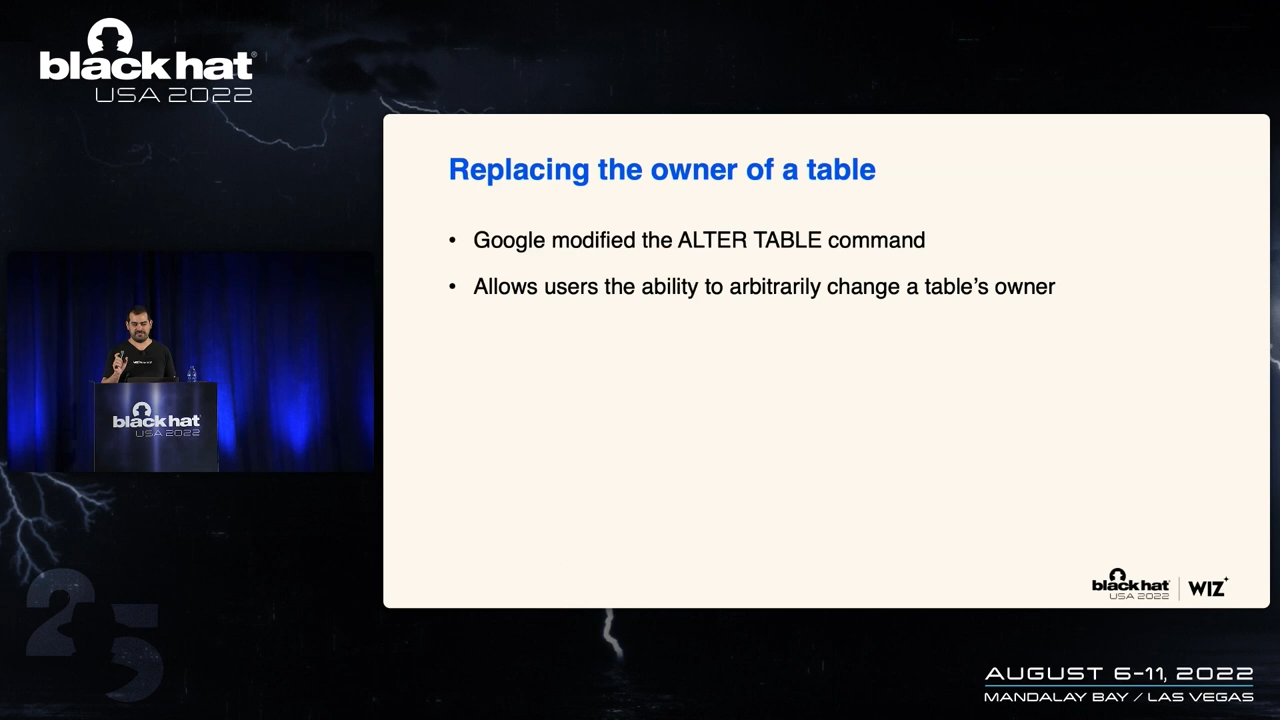 black hat®
USA 2022
Replacing the owner of a table
• Google modified the ALTER TABLE command
• Allows users the ability to arbitrarily change a table’s owner
black hat
USA 2022
black hat
USA 2022
WIZ
25
AUGUST 6-11, 2022
MANDALAY BAY / LAS VEGAS